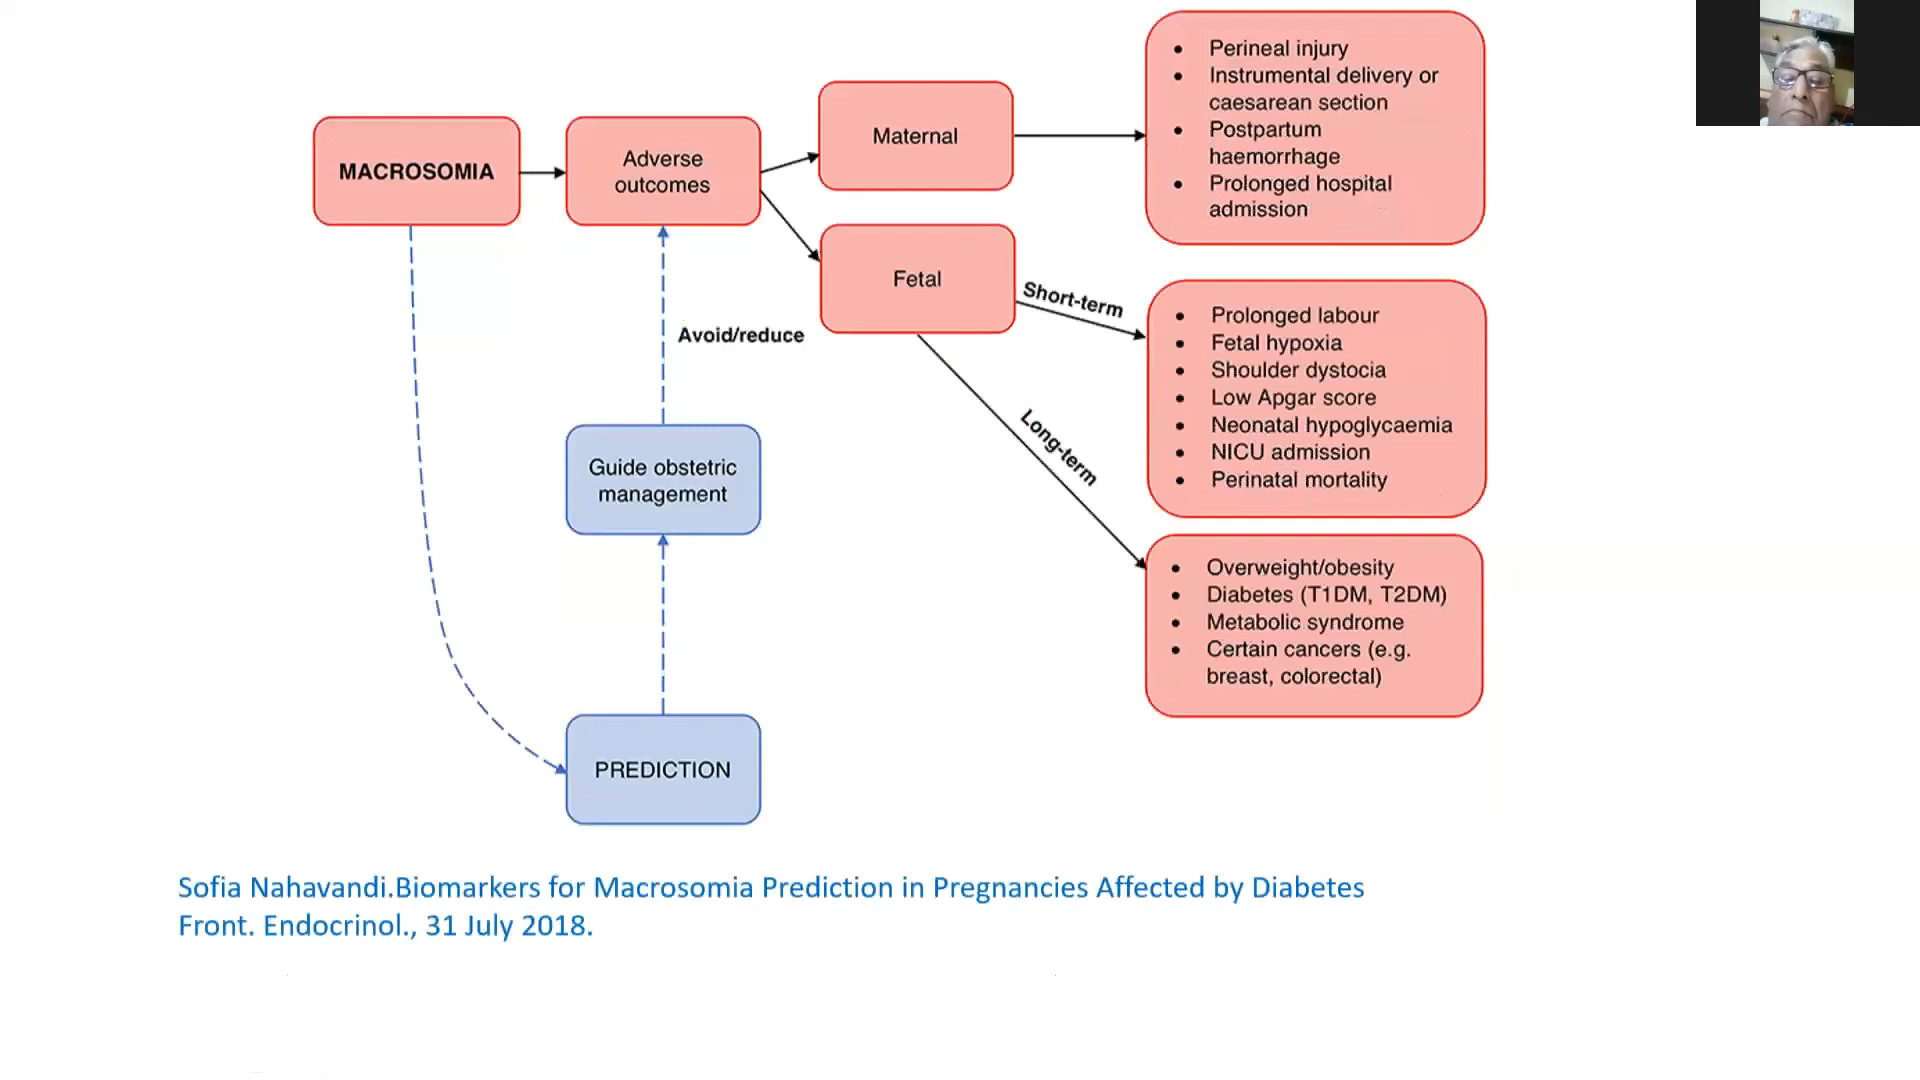 MACROSOMIA
Adverse
outcomes
Maternal
Perineal injury
Instrumental delivery or
caesarean section
Postpartum
haemorrhage
Prolonged hospital
admission
Fetal
Short-term
Prolonged labour
Fetal hypoxia
Shoulder dystocia
Low Apgar score
Neonatal hypoglycaemia
NICU admission
Perinatal mortality
Long-term
Overweight/obesity
Diabetes (T1DM, T2DM)
Metabolic syndrome
Certain cancers (e.g.
breast, colorectal)
Avoid/reduce
Guide obstetric
management
PREDICTION
Sofia Nahavandi.Biomarkers for Macrosomia Prediction in Pregnancies Affected by Diabetes
Front. Endocrinol., 31 July 2018.